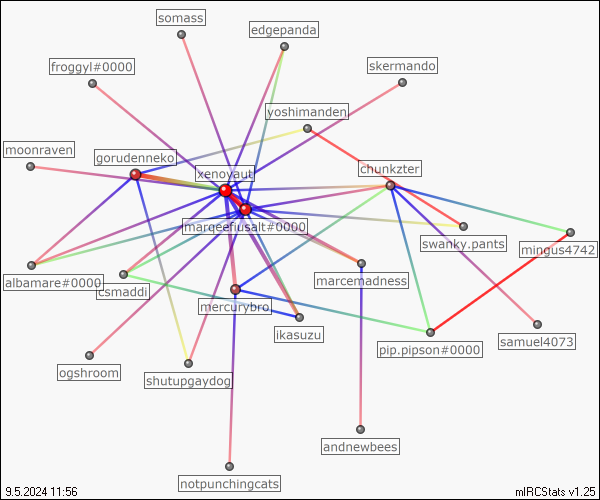 somass
edgepanda
froggyl#0000
skermando
yoshimanden
moonraven
gorudenneko
xenovaut
chunkzter
marqeefiusalt#0000
swanky.pants
mingus4742
albamare#0000
csmaddi
marcemadness
mercurybro
ikasuzu
pip.pipson#0000
samuel4073
ogshroom
shutupgaydog
andnewbees
notpunchingcats
9.5.2024 11:56
mIRCStats v1.25